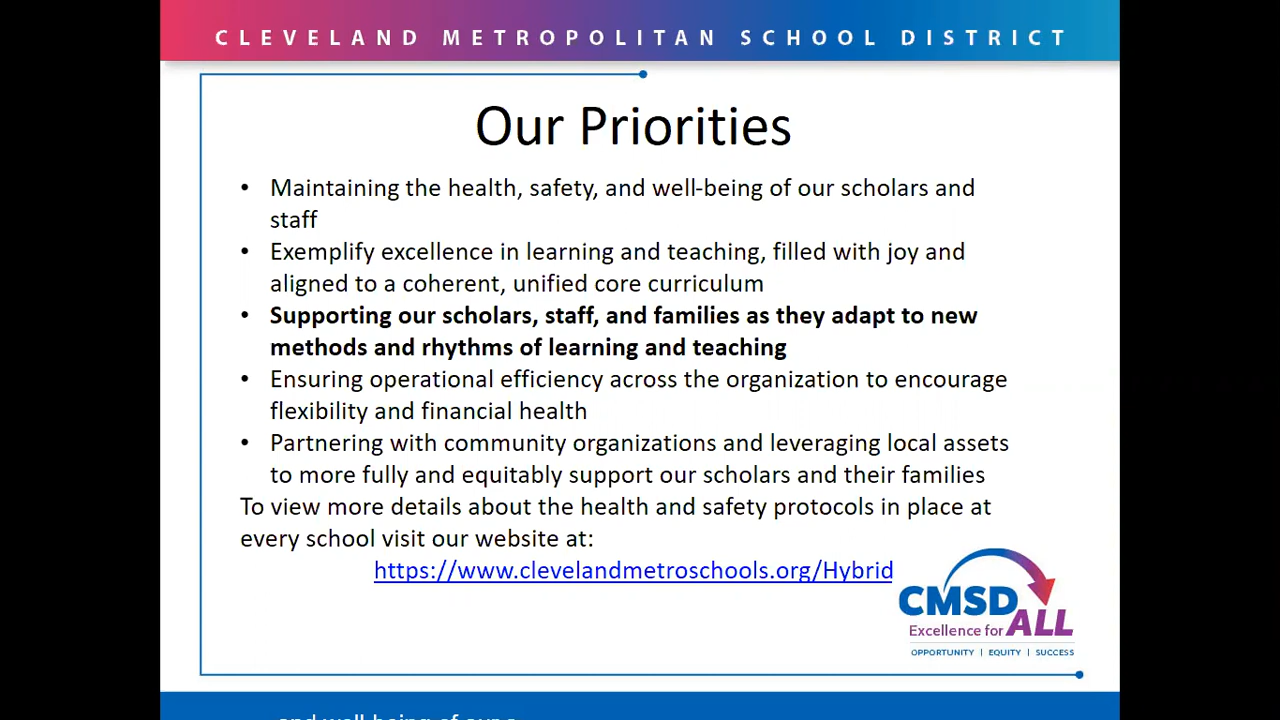 CLEVELAND METROPOLITAN SCHOOL DISTRICT
Our Priorities
• Maintaining the health, safety, and well-being of our scholars and
staff
• Exemplify excellence in learning and teaching, filled with joy and
aligned to a coherent, unified core curriculum
• Supporting our scholars, staff, and families as they adapt to new
methods and rhythms of learning and teaching
• Ensuring operational efficiency across the organization to encourage
flexibility and financial health
• Partnering with community organizations and leveraging local assets
to more fully and equitably support our scholars and their families
To view more details about the health and safety protocols in place at
every school visit our website at:
https://www.clevelandmetroschools.org/Hybrid
CMSD
Excellence for ALL
OPPORTUNITY | EQUITY | SUCCESS
and well-being of our